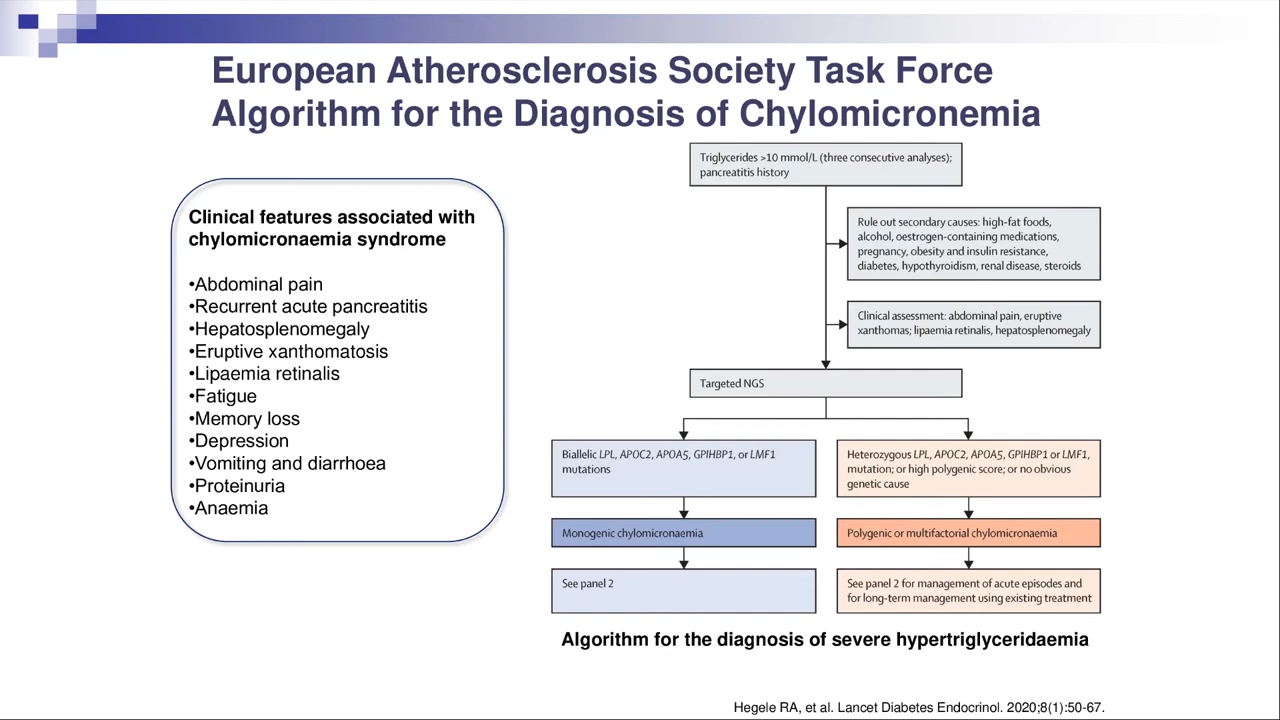 European Atherosclerosis Society Task Force
Algorithm for the Diagnosis of Chylomicronemia
Clinical features associated with
chylomicronaemia syndrome
•Abdominal pain
•Recurrent acute pancreatitis
•Hepatosplenomegaly
•Eruptive xanthomatosis
•Lipaemia retinalis
•Fatigue
•Memory loss
•Depression
•Vomiting and diarrhoea
•Proteinuria
•Anaemia
Triglycerides >10 mmol/L (three consecutive analyses);
pancreatitis history
Rule out secondary causes: high-fat foods,
alcohol, oestrogen-containing medications,
pregnancy, obesity and insulin resistance,
diabetes, hypothyroidism, renal disease, steroids
Clinical assessment: abdominal pain, eruptive
xanthomas; lipaemia retinalis, hepatosplenomegaly
Targeted NGS
Biallelic LPL, APOC2, APOA5, GPIHBP1, or LMF1
mutations
Heterozygous LPL, APOC2, APOA5, GPIHBP1 or LMF1,
mutation; or high polygenic score; or no obvious
genetic cause
Monogenic chylomicronaemia
Polygenic or multifactorial chylomicronaemia
See panel 2
See panel 2 for management of acute episodes and
for long-term management using existing treatment
Algorithm for the diagnosis of severe hypertriglyceridaemia
Hegele RA, et al. Lancet Diabetes Endocrinol. 2020;8(1):50-67.